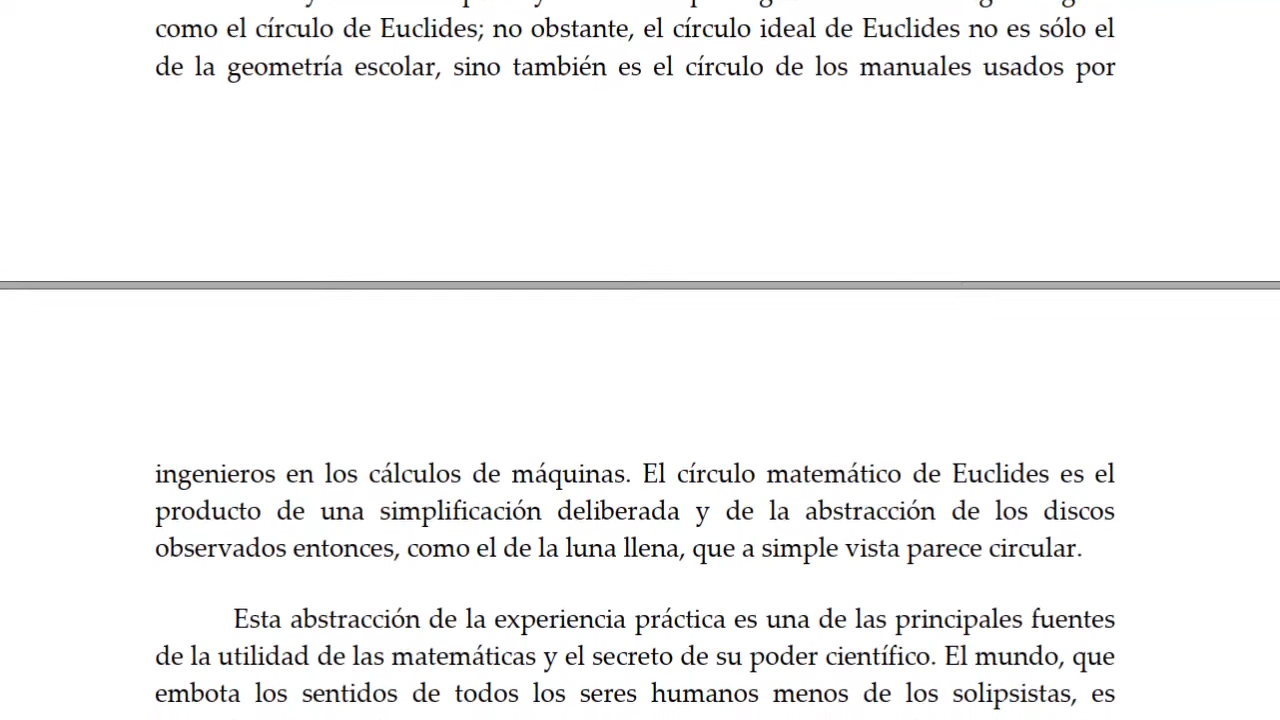 como el círculo de Euclides; no obstante, el círculo ideal de Euclides no es sólo el
de la geometría escolar, sino también es el círculo de los manuales usados por
ingenieros en los cálculos de máquinas. El círculo matemático de Euclides es el
producto de una simplificación deliberada y de la abstracción de los discos
observados entonces, como el de la luna llena, que a simple vista parece circular.
Esta abstracción de la experiencia práctica es una de las principales fuentes
de la utilidad de las matemáticas y el secreto de su poder científico. El mundo, que
embota los sentidos de todos los seres humanos menos de los solipsistas, es